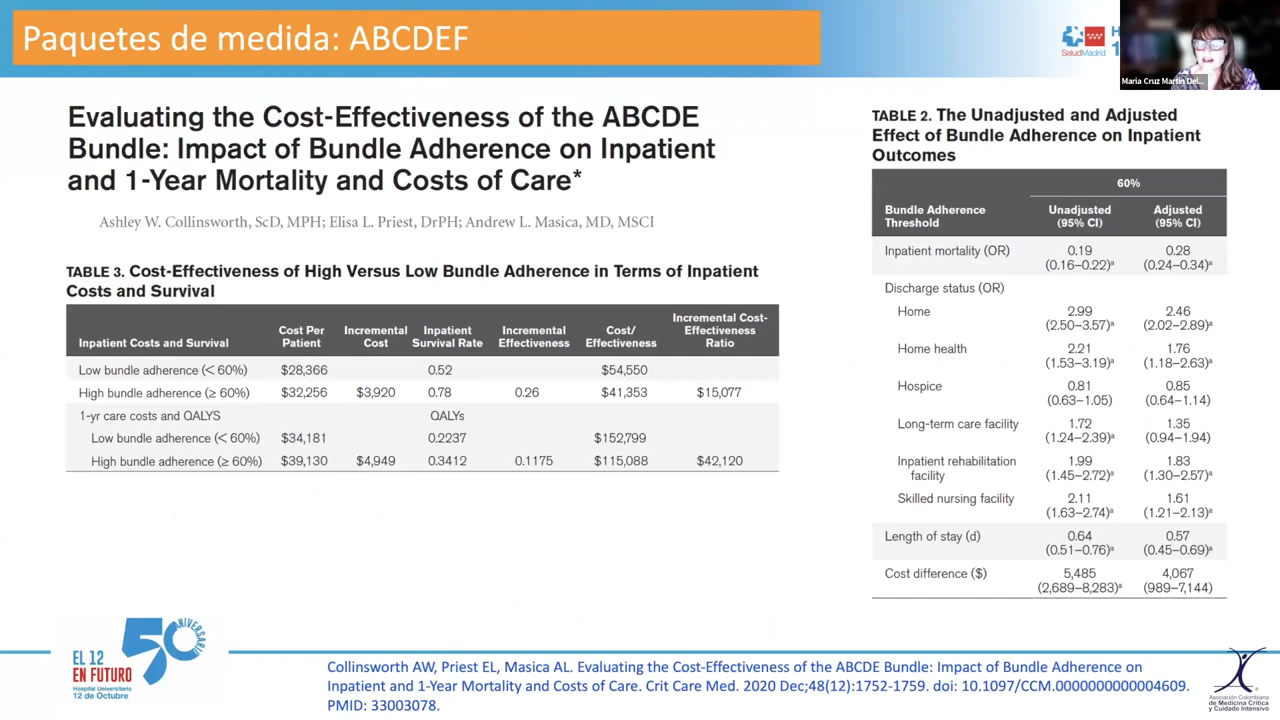 Paquetes de medida: ABCDEF
SaludMadrid
Maria Cruz Martin Del...
Evaluating the Cost-Effectiveness of the ABCDE
Bundle: Impact of Bundle Adherence on Inpatient
and 1-Year Mortality and Costs of Care*
Ashley W. Collinsworth, ScD, MPH; Elisa L. Priest, DrPH; Andrew L. Masica, MD, MSCI
TABLE 3. Cost-Effectiveness of High Versus Low Bundle Adherence in Terms of Inpatient
Costs and Survival
Inpatient Costs and Survival Cost Per Patient Incremental Cost Inpatient Survival Rate Incremental Effectiveness Cost/ Effectiveness Incremental Cost-Effectiveness Ratio
Low bundle adherence (< 60%) $28,366 0.52 $54,550
High bundle adherence (≥ 60%) $32,256 $3,920 0.78 0.26 $41,353 $15,077
1-yr care costs and QALYS QALYs
Low bundle adherence (< 60%) $34,181 0.2237 $152,799
High bundle adherence (≥ 60%) $39,130 $4,949 0.3412 0.1175 $115,088 $42,120
TABLE 2. The Unadjusted and Adjusted
Effect of Bundle Adherence on Inpatient
Outcomes
60%
Bundle Adherence Threshold Unadjusted (95% CI) Adjusted (95% CI)
Inpatient mortality (OR) 0.19 0.28
(0.16–0.22)ᵃ (0.24–0.34)ᵃ
Discharge status (OR)
Home 2.99 2.46
(2.50–3.57)ᵃ (2.02–2.89)ᵃ
Home health 2.21 1.76
(1.53–3.19)ᵃ (1.18–2.63)ᵃ
Hospice 0.81 0.85
(0.63–1.05) (0.64–1.14)
Long-term care facility 1.72 1.35
(1.24–2.39)ᵃ (0.94–1.94)
Inpatient rehabilitation 1.99 1.83
facility (1.45–2.72)ᵃ (1.30–2.57)ᵃ
Skilled nursing facility 2.11 1.61
(1.63–2.74)ᵃ (1.21–2.13)ᵃ
Length of stay (d) 0.64 0.57
(0.51–0.76)ᵃ (0.45–0.69)ᵃ
Cost difference ($) 5,485 4,067
(2,689–8,283)ᵃ (989–7,144)
50 ANIVERSARIO
EL 12
EN FUTURO
Hospital Universitario
12 de Octubre
Collinsworth AW, Priest EL, Masica AL. Evaluating the Cost-Effectiveness of the ABCDE Bundle: Impact of Bundle Adherence on
Inpatient and 1-Year Mortality and Costs of Care. Crit Care Med. 2020 Dec;48(12):1752-1759. doi: 10.1097/CCM.0000000000004609.
PMID: 33003078.
Asociación Colombiana
de Medicina Crítica
y Cuidado Intensivo